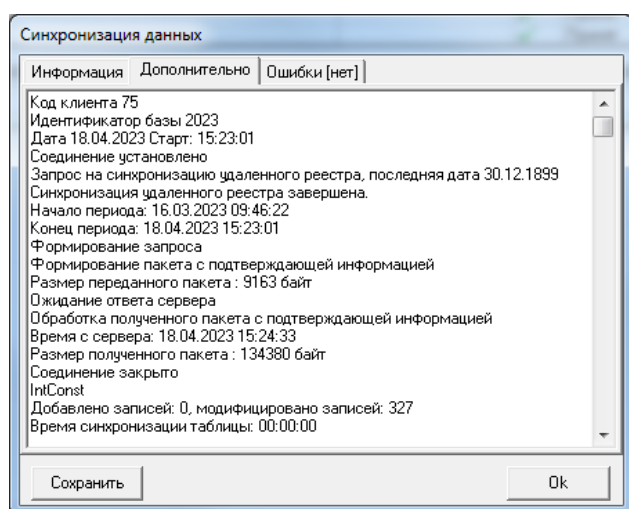 Синхронизация данных
Информация Дополнительно Ошибки [нет]
Код клиента 75
Идентификатор базы 2023
Дата 18.04.2023 Старт: 15:23:01
Соединение установлено
Запрос на синхронизацию удаленного реестра, последняя дата 30.12.1899
Синхронизация удаленного реестра завершена.
Начало периода: 16.03.2023 09:46:22
Конец периода: 18.04.2023 15:23:01
Формирование запроса
Формирование пакета с подтверждающей информацией
Размер переданного пакета : 9163 байт
Ожидание ответа сервера
Обработка полученного пакета с подтверждающей информацией
Время с сервера: 18.04.2023 15:24:33
Размер полученного пакета : 134380 байт
Соединение закрыто
IntConst
Добавлено записей: 0, модифицировано записей: 327
Время синхронизации таблицы: 00:00:00
Сохранить Ok